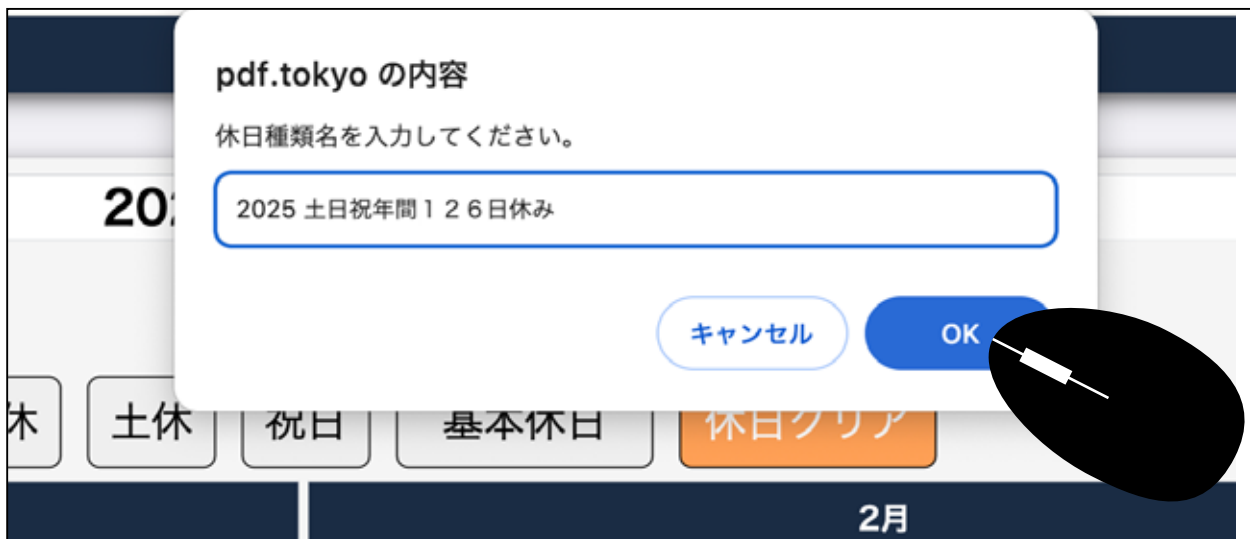 pdf.tokyo の内容
休日種類名を入力してください。
20
2025 土日祝年間１２６日休み
キャンセル OK
休 土休 祝日 基本休日 休日クリア
2月